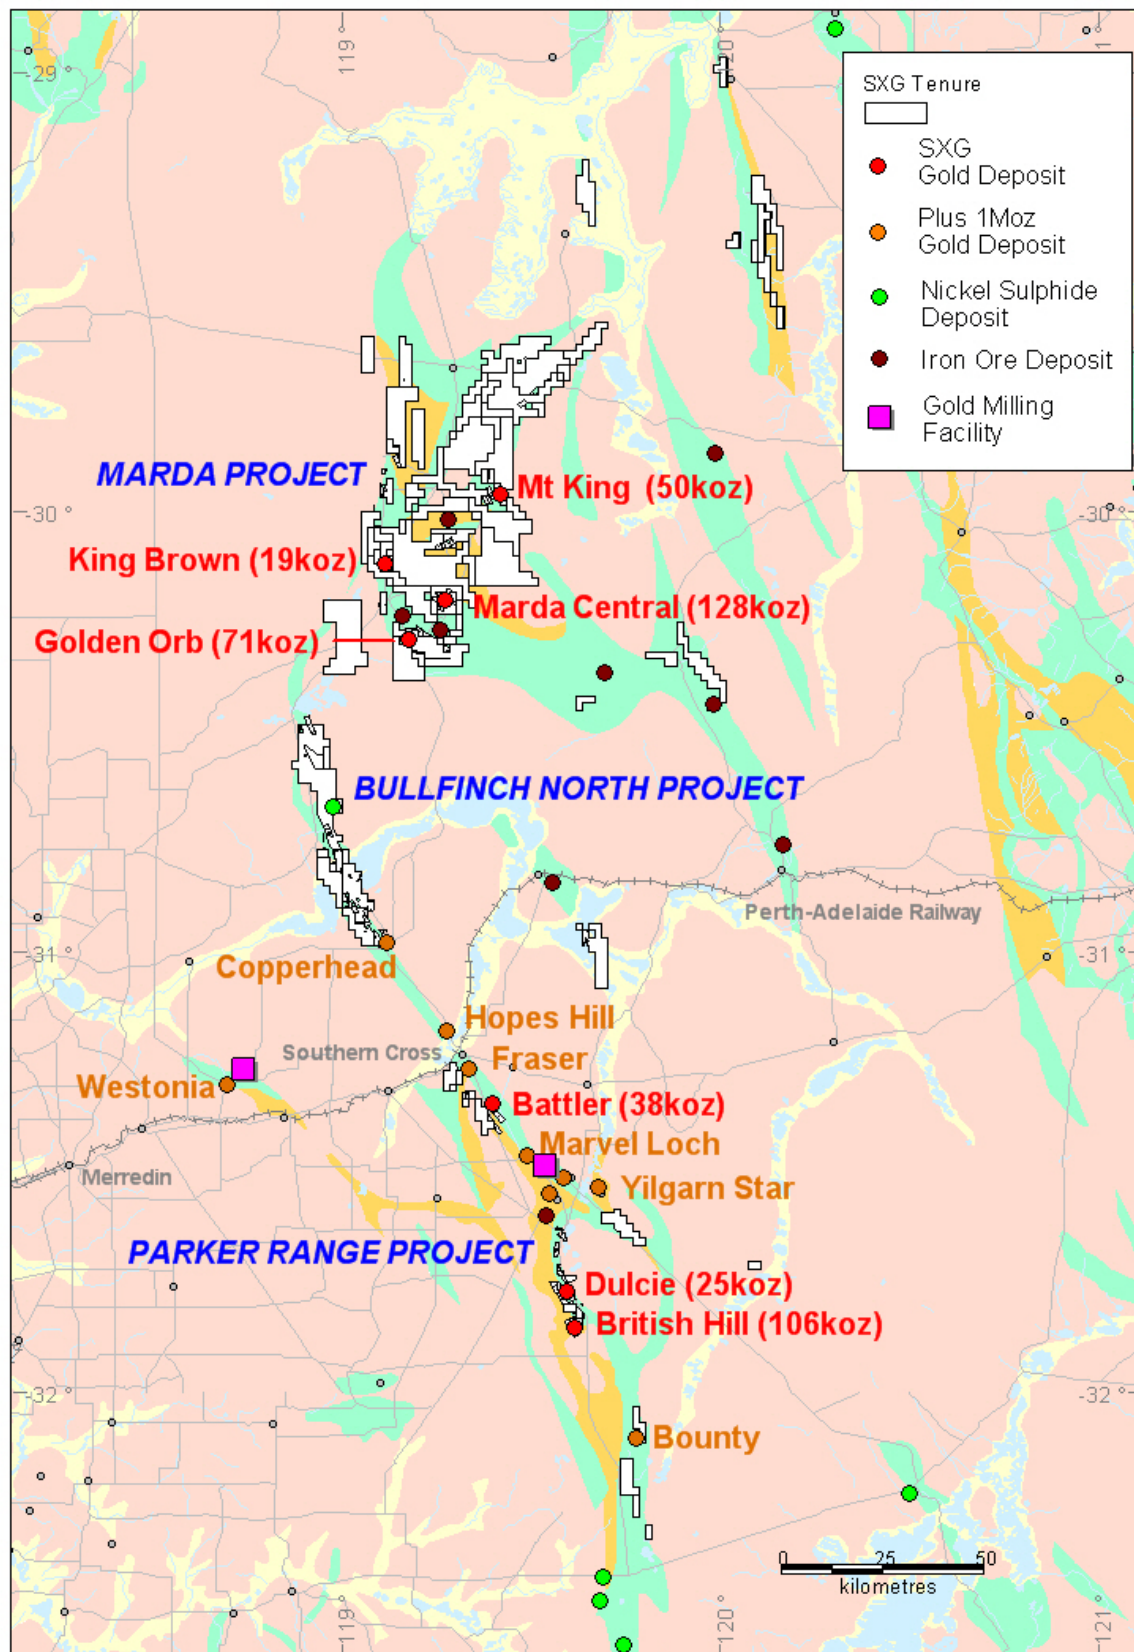 119
120
1
-29 °
SXG Tenure
SXG
Gold Deposit
Plus 1Moz
Gold Deposit
Nickel Sulphide
Deposit
Iron Ore Deposit
Gold Milling
Facility
MARDA PROJECT
Mt King (50koz)
-30 °
-30 °
King Brown (19koz)
Marda Central (128koz)
Golden Orb (71koz)
BULLFINCH NORTH PROJECT
Perth-Adelaide Railway
-31 °
-31 °
Copperhead
Hopes Hill
Southern Cross
Fraser
Westonia
Battler (38koz)
Marvel Loch
Merredin
Yilgarn Star
PARKER RANGE PROJECT
Dulcie (25koz)
British Hill (106koz)
-32 °
-32 °
Bounty
0 25 50
kilometres
119 °
120 °
121 °